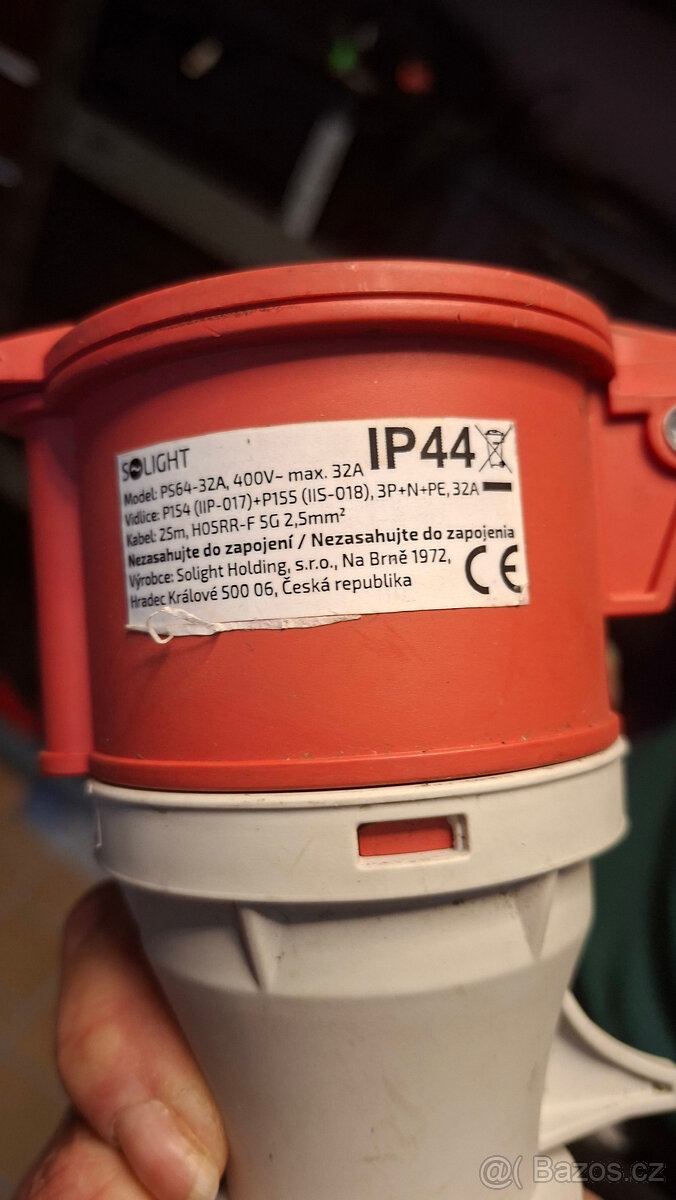 SOLIGHT
IP44
Model: PS64-32A, 400V~ max. 32A
Vidlice: P154 (IIP-017)+P155 (IIS-018), 3P+N+PE, 32A
Kabel: 25m, H05RR-F 5G 2,5mm²
Nezasahujte do zapojení / Nezasahujte do zapojenia
Výrobce: Solight Holding, s.r.o., Na Brně 1972,
Hradec Králové 500 06, Česká republika
CE
@( Bazos.cz